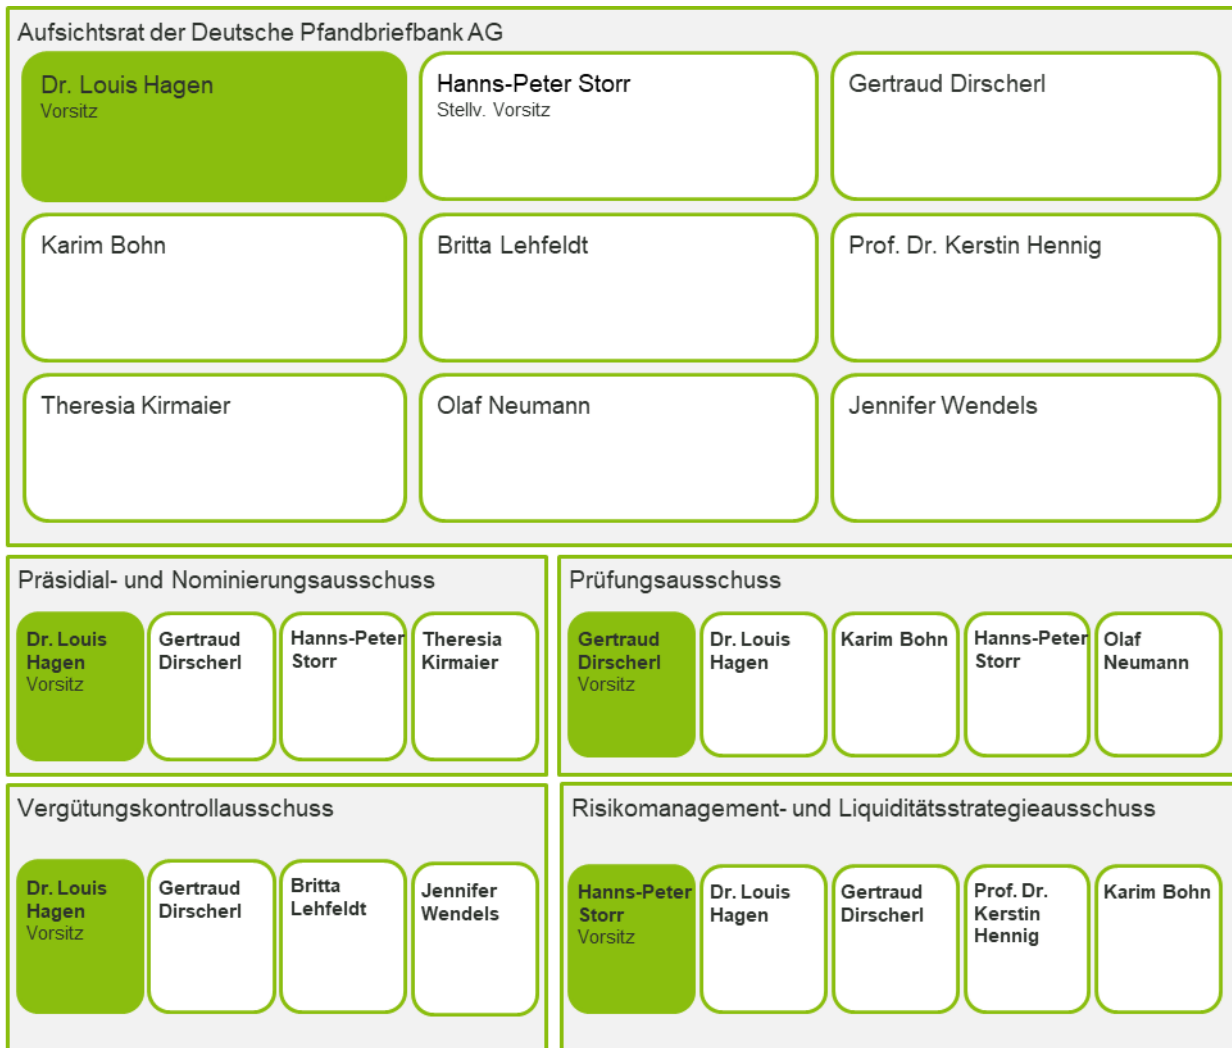 Aufsichtsrat der Deutsche Pfandbriefbank AG
Dr. Louis Hagen
Vorsitz
Hanns-Peter Storr
Stellv. Vorsitz
Gertraud Dirscherl
Karim Bohn
Britta Lehfeldt
Prof. Dr. Kerstin Hennig
Theresia Kirmaier
Olaf Neumann
Jennifer Wendels
Präsidial- und Nominierungsausschuss
Dr. Louis
Hagen
Vorsitz
Gertraud
Dirscherl
Hanns-Peter
Storr
Theresia
Kirmaier
Prüfungsausschuss
Gertraud
Dirscherl
Vorsitz
Dr. Louis
Hagen
Karim Bohn
Hanns-Peter
Storr
Olaf
Neumann
Vergütungskontrollausschuss
Dr. Louis
Hagen
Vorsitz
Gertraud
Dirscherl
Britta
Lehfeldt
Jennifer
Wendels
Risikomanagement- und Liquiditätsstrategieausschuss
Hanns-Peter
Storr
Vorsitz
Dr. Louis
Hagen
Gertraud
Dirscherl
Prof. Dr.
Kerstin
Hennig
Karim Bohn